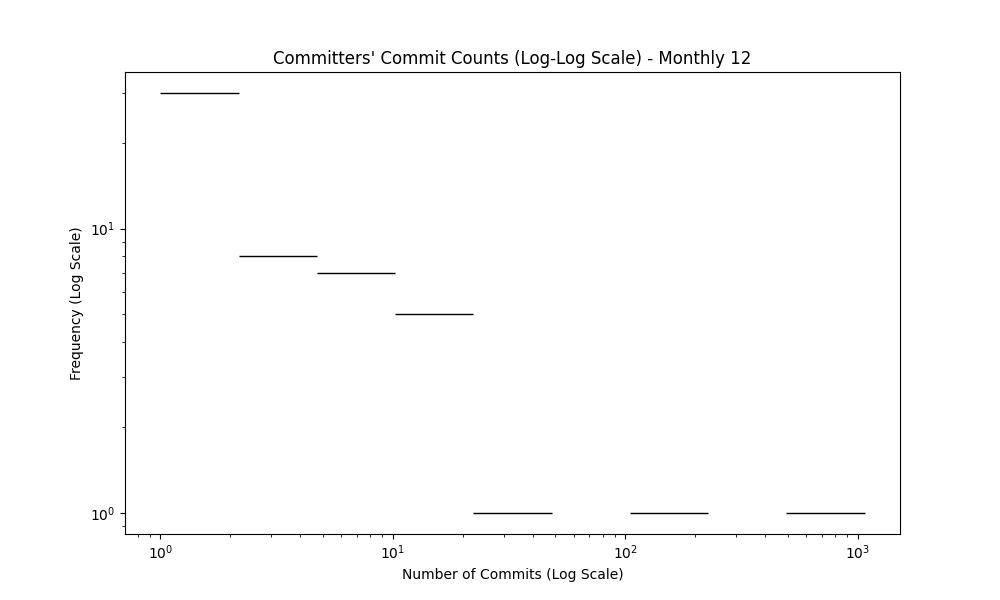 Committers' Commit Counts (Log-Log Scale) - Monthly 12
Frequency (Log Scale)
10¹
10⁰
10⁰ 10¹ 10² 10³
Number of Commits (Log Scale)